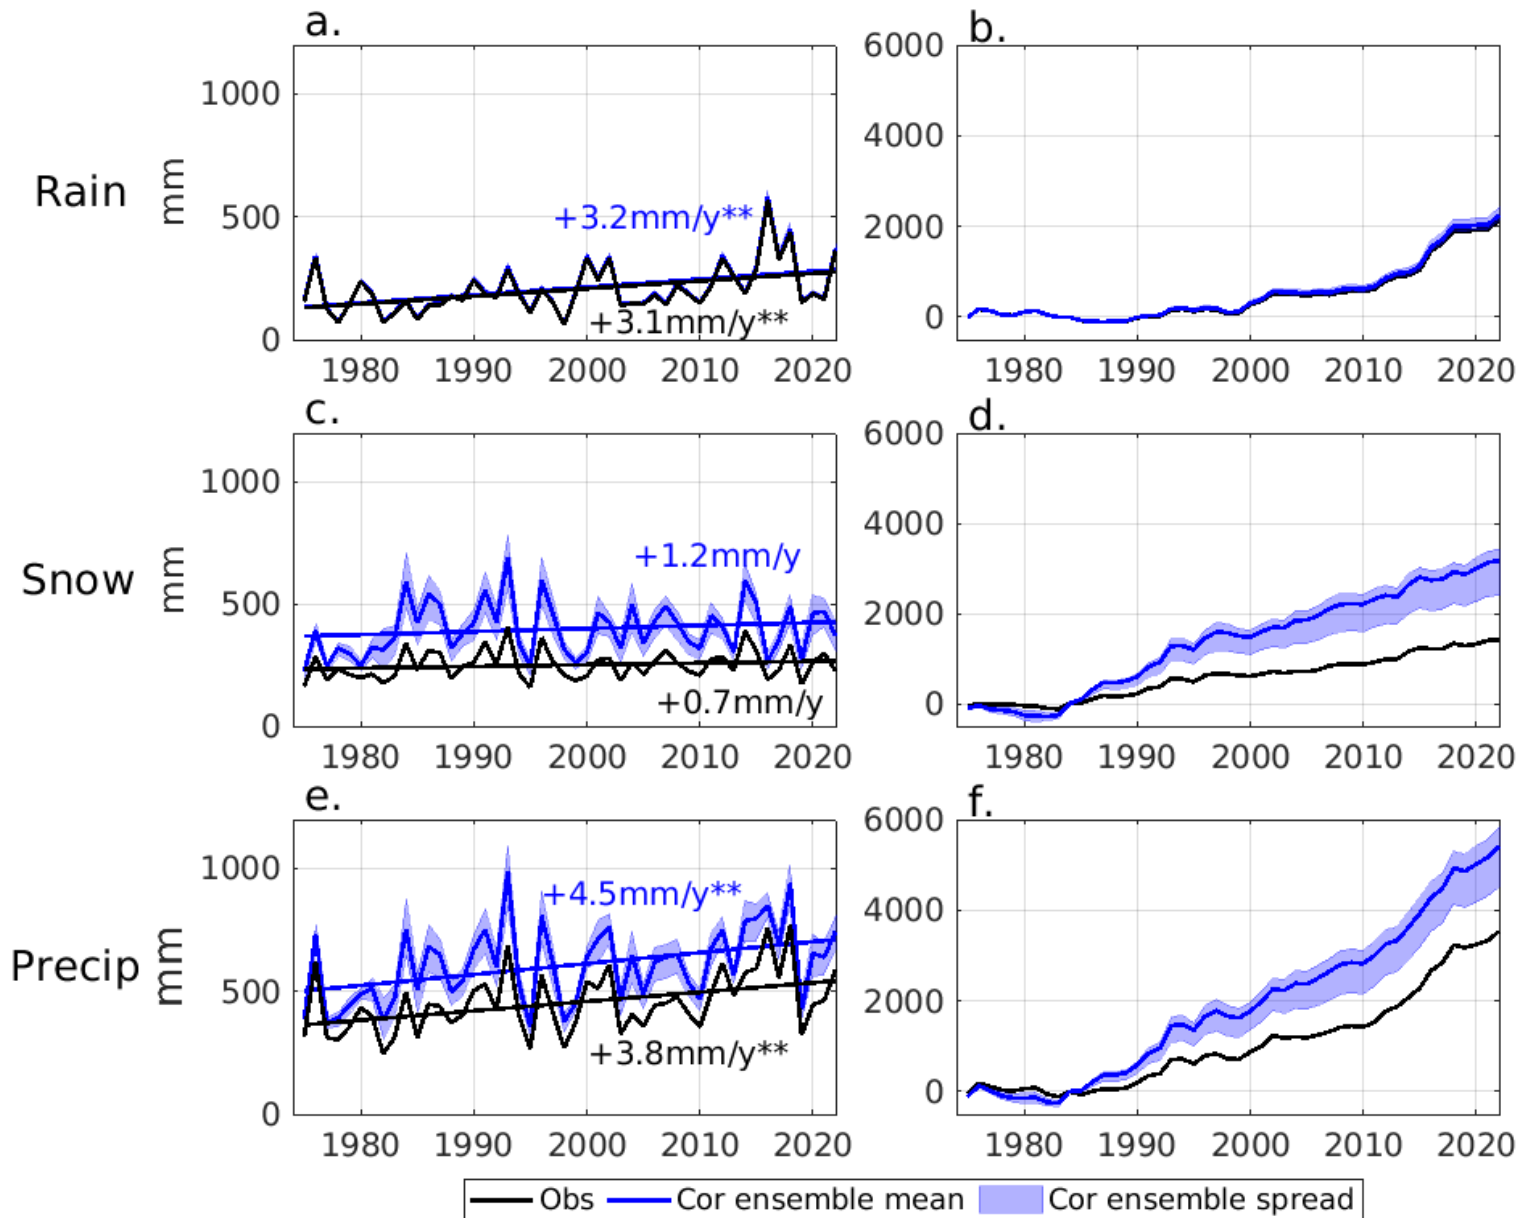 a.
b.
Rain
mm
1000
500
0
+3.2mm/y**
+3.1mm/y**
1980 1990 2000 2010 2020
6000
4000
2000
0
1980 1990 2000 2010 2020
c.
d.
Snow
mm
1000
500
0
+1.2mm/y
+0.7mm/y
1980 1990 2000 2010 2020
6000
4000
2000
0
1980 1990 2000 2010 2020
e.
f.
Precip
mm
1000
500
0
+4.5mm/y**
+3.8mm/y**
1980 1990 2000 2010 2020
6000
4000
2000
0
1980 1990 2000 2010 2020
Obs Cor ensemble mean Cor ensemble spread